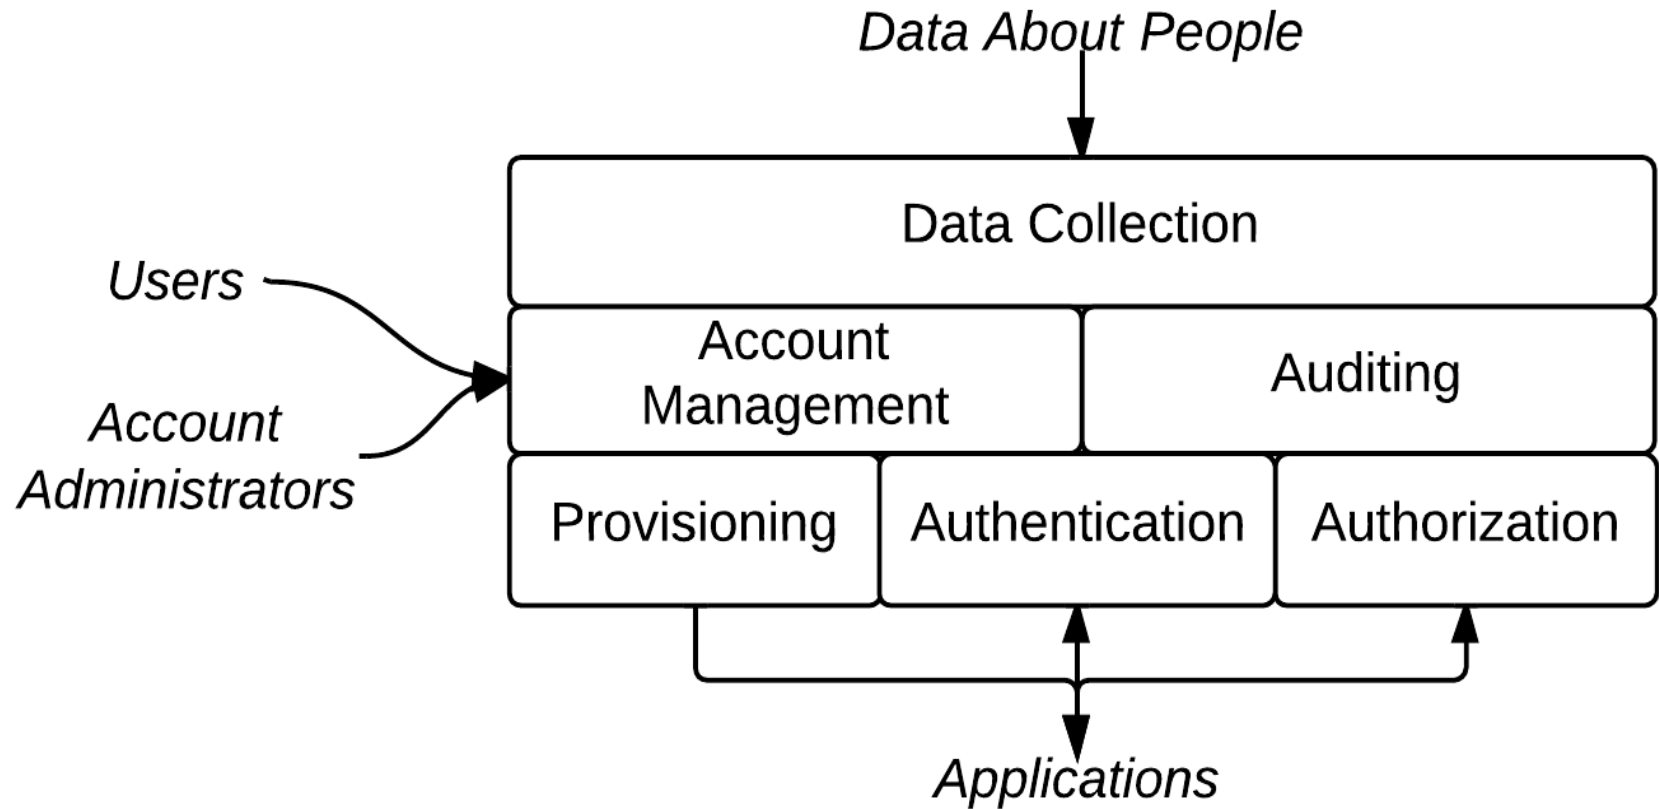 Data About People
Data Collection
Users
Account
Management
Auditing
Account
Administrators
Provisioning
Authentication
Authorization
Applications